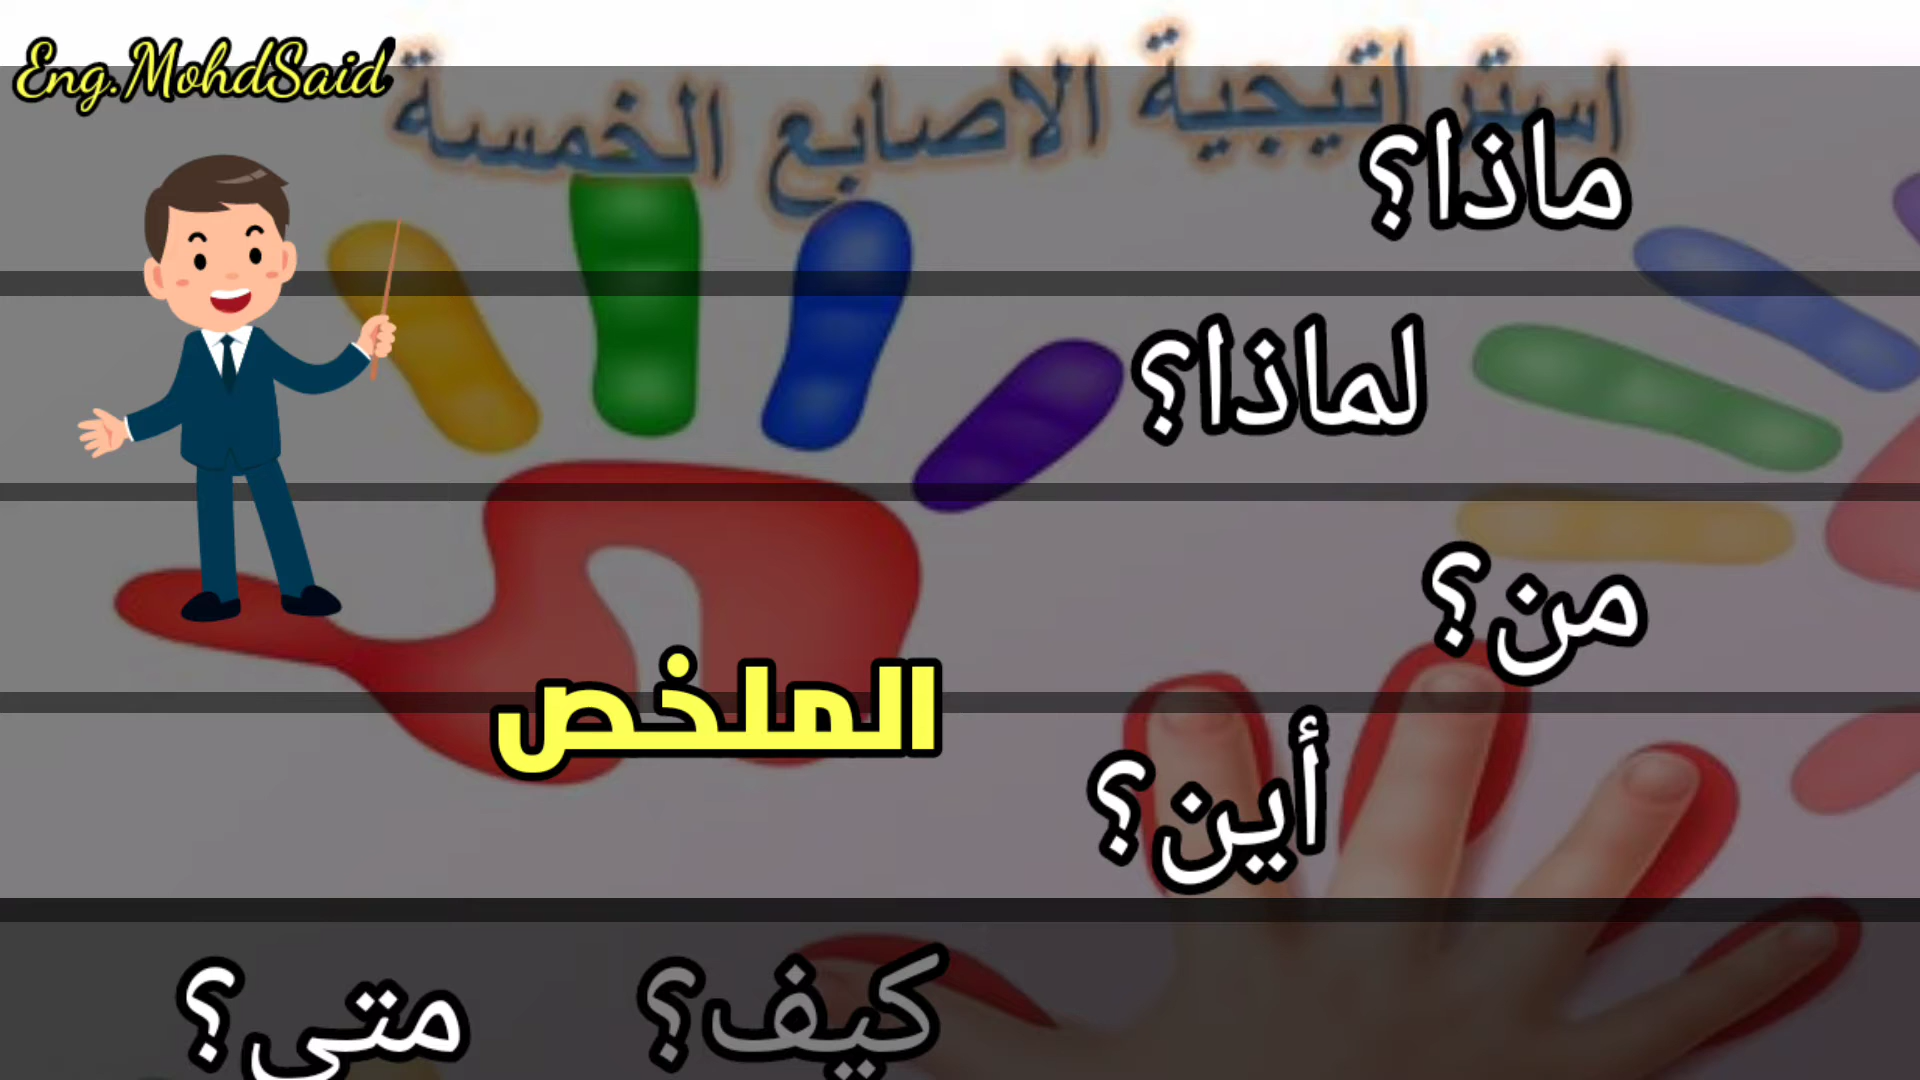 Eng.MohdSaid
استراتيجية الاصابع الخمسة
ماذا؟
لماذا؟
من؟
الملخص
أين؟
كيف؟
متى؟